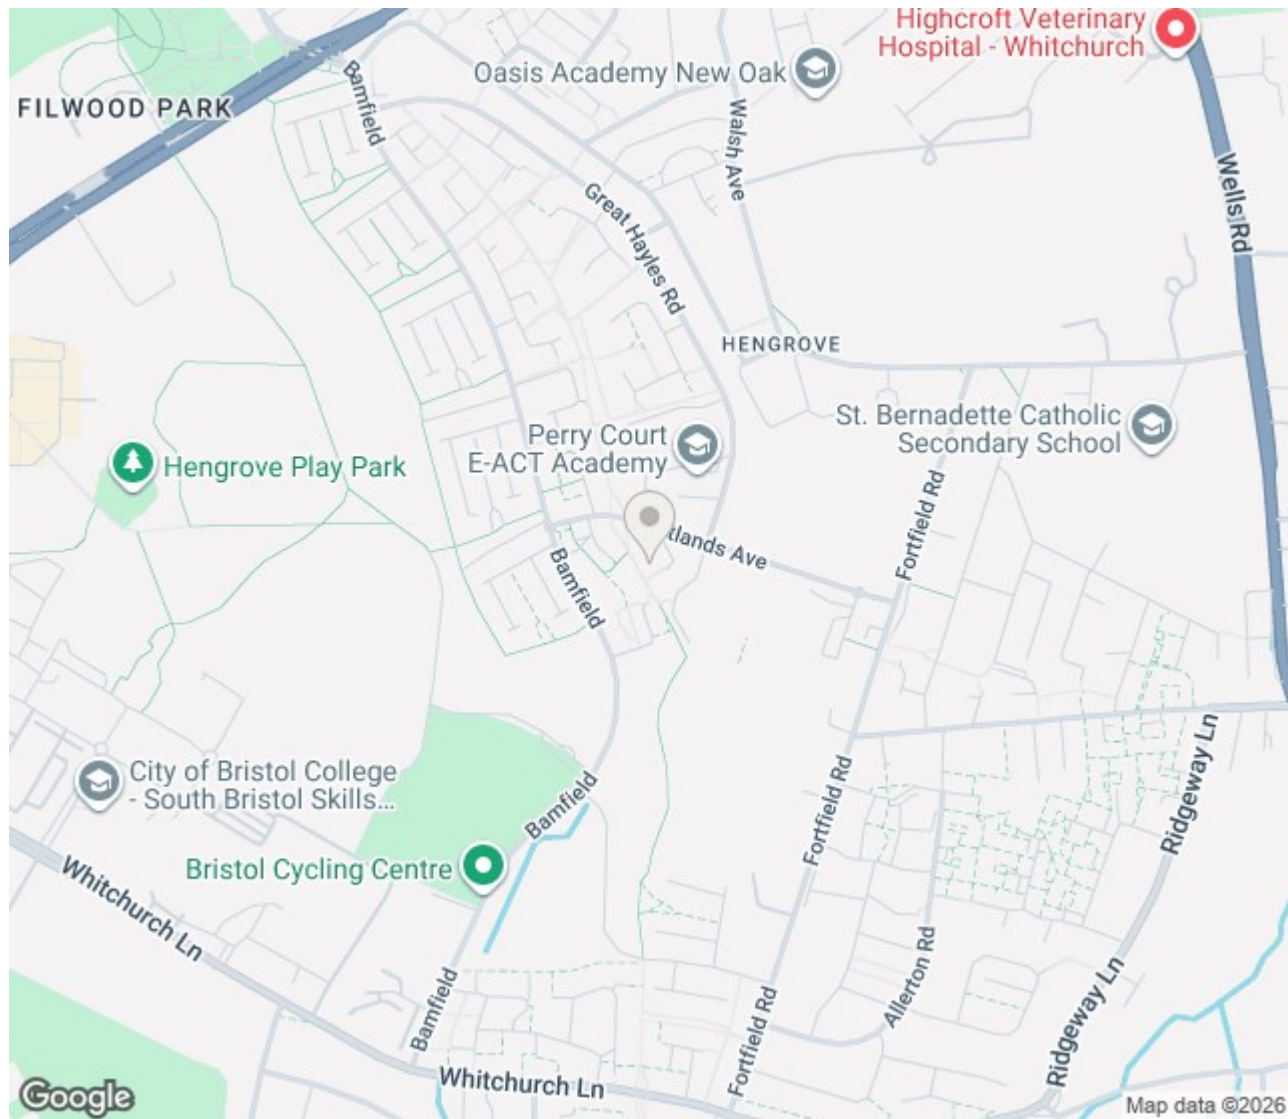 Highcroft Veterinary
Hospital - Whitchurch
Oasis Academy New Oak
Bamfield
FILWOOD PARK
Walsh Ave
Wells Rd
Great Hayles Rd
HENGROVE
St. Bernadette Catholic
Secondary School
Perry Court
E-ACT Academy
Hengrove Play Park
Fortfield Rd
tlands Ave
Bamfield
Ridgeway Ln
City of Bristol College
- South Bristol Skills...
Bamfield
Fortfield Rd
Bristol Cycling Centre
Whitchurch Ln
Allerton Rd
Bamfield
Ridgeway Ln
Fortfield Rd
Whitchurch Ln
Google
Map data ©2026